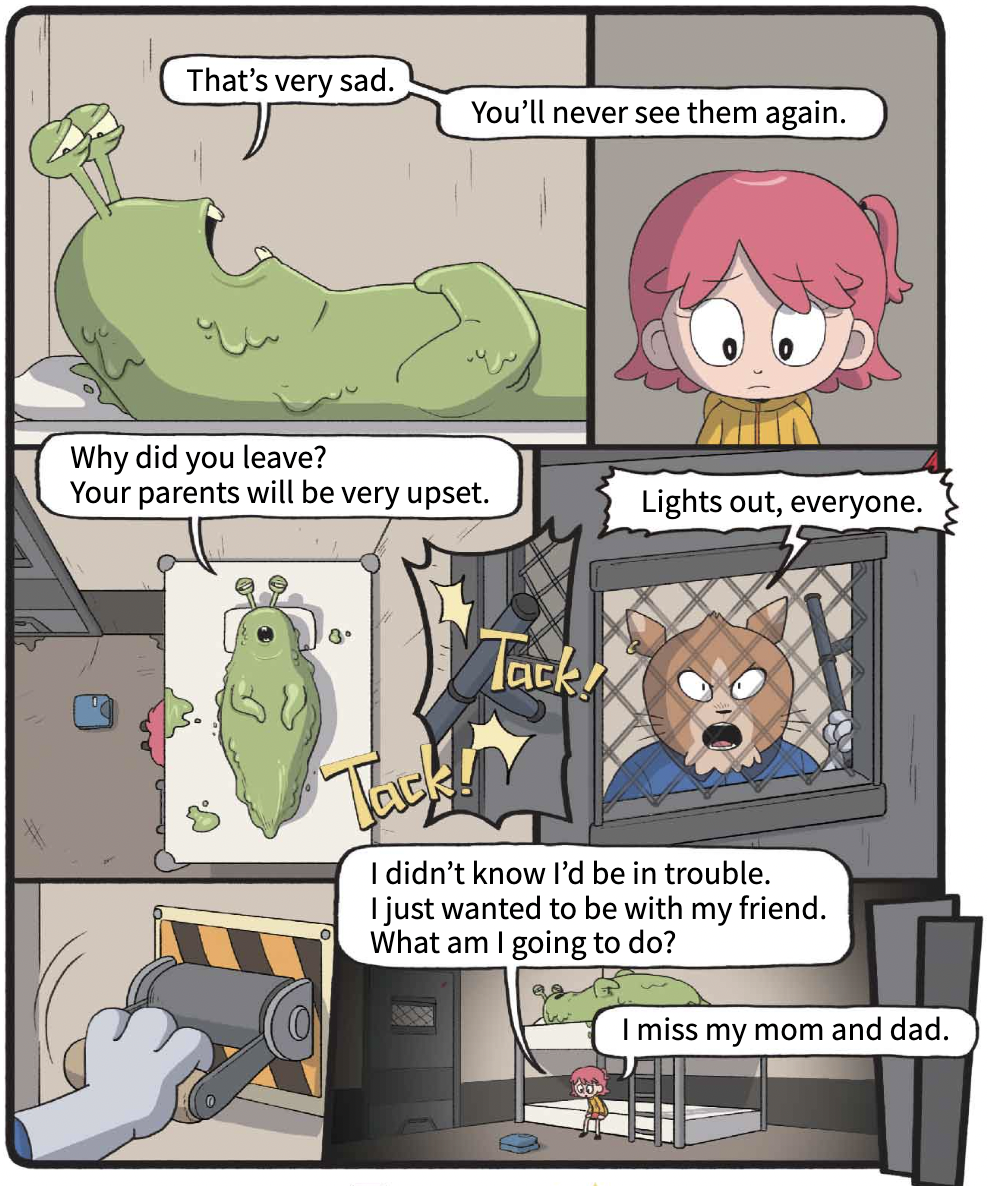 That's very sad.
You'll never see them again.
Why did you leave?
Your parents will be very upset.
Tack!
Tack!
Lights out, everyone.
I didn't know I'd be in trouble.
I just wanted to be with my friend.
What am I going to do?
I miss my mom and dad.